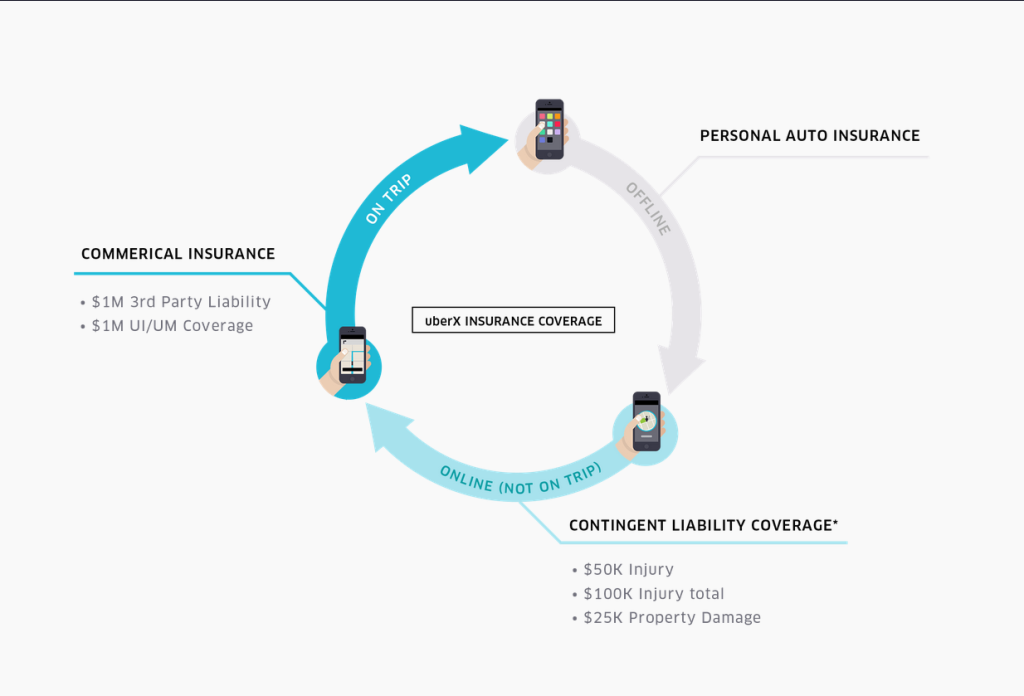 PERSONAL AUTO INSURANCE
OFFLINE
ON TRIP
COMMERICAL INSURANCE
• $1M 3rd Party Liability
• $1M UI/UM Coverage
uberX INSURANCE COVERAGE
ONLINE (NOT ON TRIP)
CONTINGENT LIABILITY COVERAGE*
• $50K Injury
• $100K Injury total
• $25K Property Damage